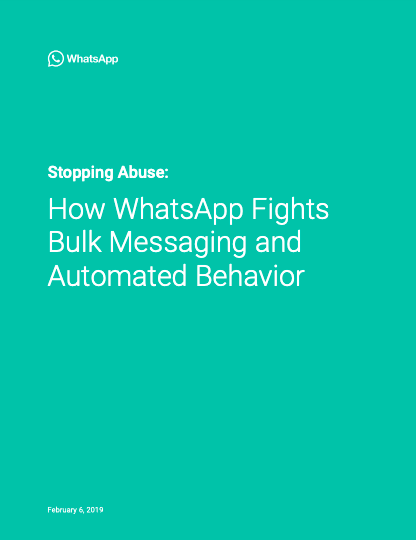 WhatsApp
Stopping Abuse:
How WhatsApp Fights
Bulk Messaging and
Automated Behavior
February 6, 2019